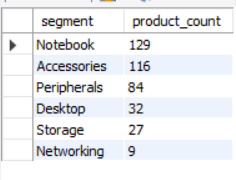 segment product_count
Notebook 129
Accessories 116
Peripherals 84
Desktop 32
Storage 27
Networking 9